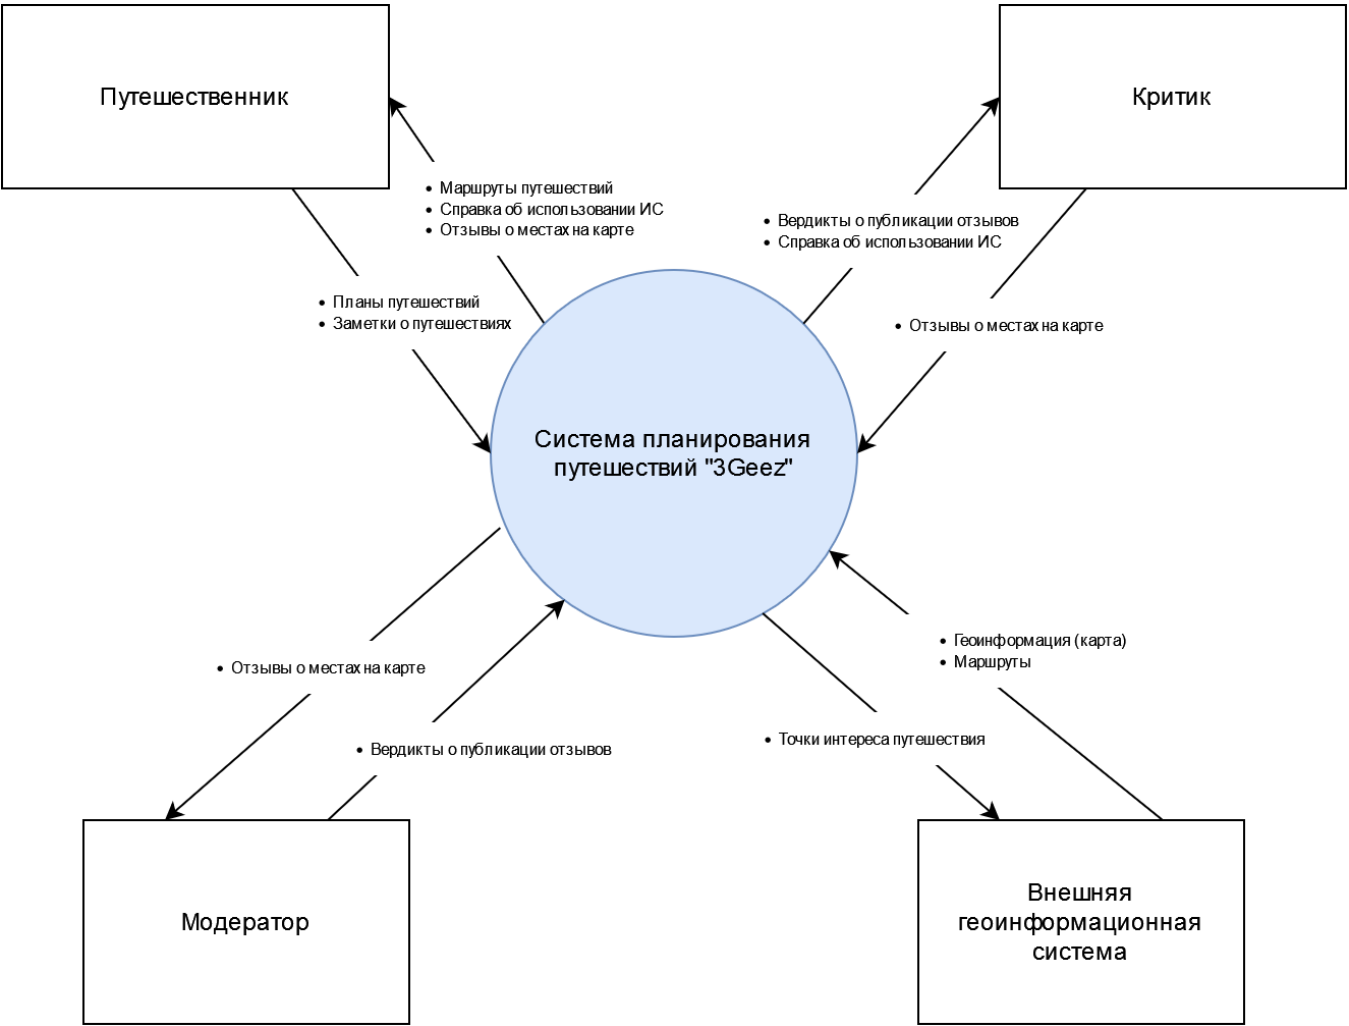 Путешественник
Критик
Маршруты путешествий
Справка об использовании ИС
Отзывы о местах на карте
Вердикты о публикации отзывов
Справка об использовании ИС
Планы путешествий
Заметки о путешествиях
Отзывы о местах на карте
Система планирования
путешествий "3Geez"
Отзывы о местах на карте
Вердикты о публикации отзывов
Геоинформация (карта)
Маршруты
Точки интереса путешествия
Модератор
Внешняя
геоинформационная
система